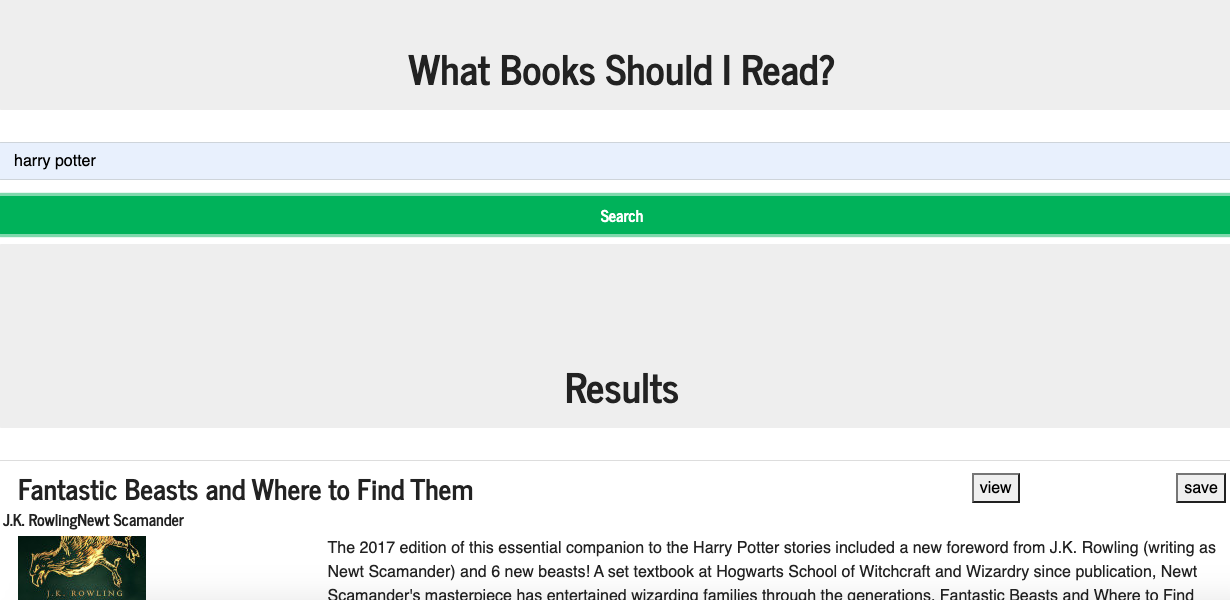 What Books Should I Read?
harry potter
Search
Results
Fantastic Beasts and Where to Find Them
view
save
J.K. RowlingNewt Scamander
J.K. ROWLING
The 2017 edition of this essential companion to the Harry Potter stories included a new foreword from J.K. Rowling (writing as
Newt Scamander) and 6 new beasts! A set textbook at Hogwarts School of Witchcraft and Wizardry since publication, Newt
Scamander's masterpiece has entertained wizarding families through the generations. Fantastic Beasts and Where to Find